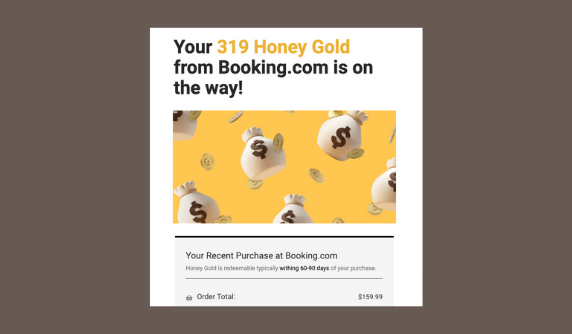 Your 319 Honey Gold
from Booking.com is on
the way!
$
$
$
$
Your Recent Purchase at Booking.com
Honey Gold is redeemable typically withing 60-90 days of your purchase.
Order Total: $159.99